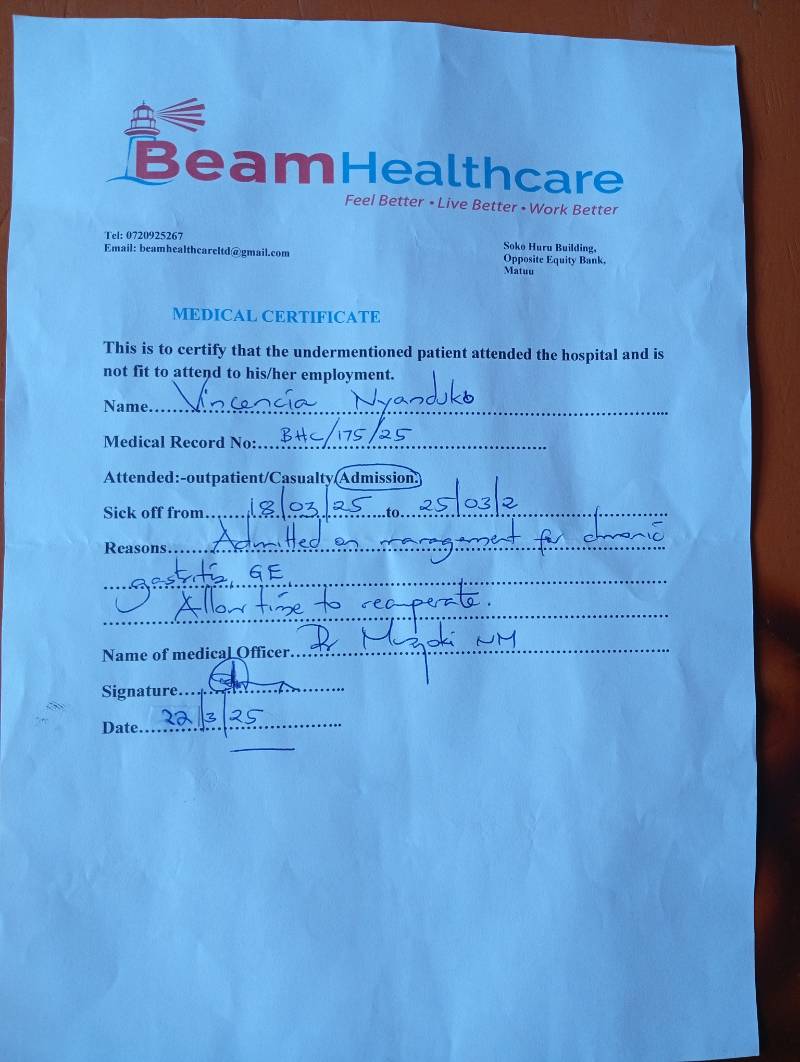 BeamHealthcare
Feel Better • Live Better • Work Better
Tel: 0720925267
Email: beamhealthcareltd@gmail.com
Soko Huru Building,
Opposite Equity Bank,
Matuu
MEDICAL CERTIFICATE
This is to certify that the undermentioned patient attended the hospital and is
not fit to attend to his/her employment.
Name...Vincencia Nyanduko
Medical Record No:...BHC/175/25
Attended:-outpatient/Casualty/Admission.
Sick off from...18/03/25...to...25/03/2
Reasons...Admitted on management for chronic
gastritis, GE,
Allow time to recuperate.
Name of medical Officer...Dr NM
Signature...
Date...22/3/25